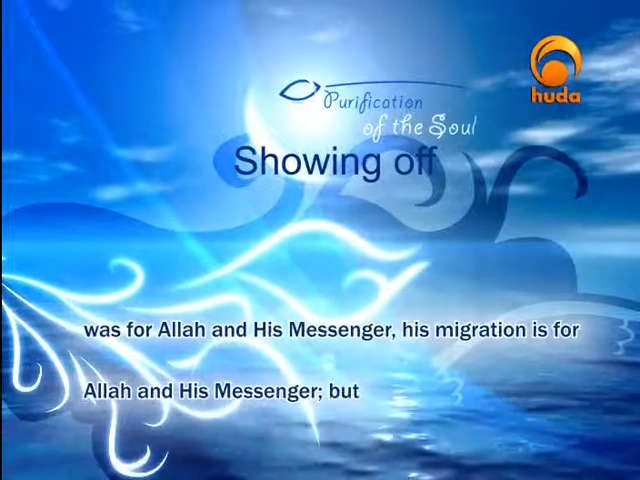 huda
Purification
of the Soul
Showing off
was for Allah and His Messenger, his migration is for
Allah and His Messenger; but